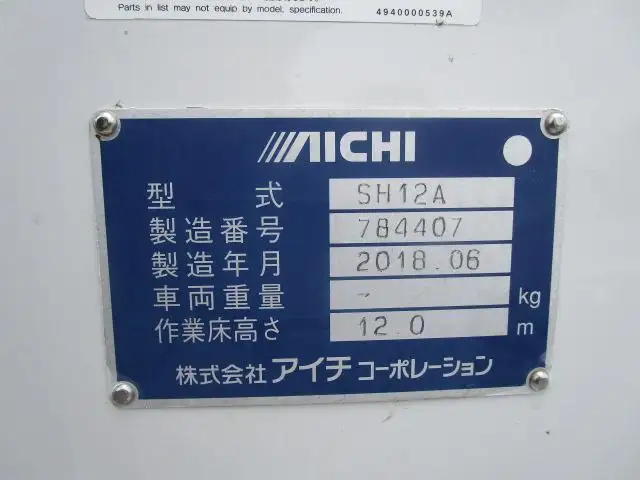 Parts in list may not equip by model, specification.
4940000539A
AICHI
型 式 SH12A
製造番号 784407
製造年月 2018.06
車両重量 - kg
作業床高さ 12.0 m
株式会社 アイチ コーポレーション